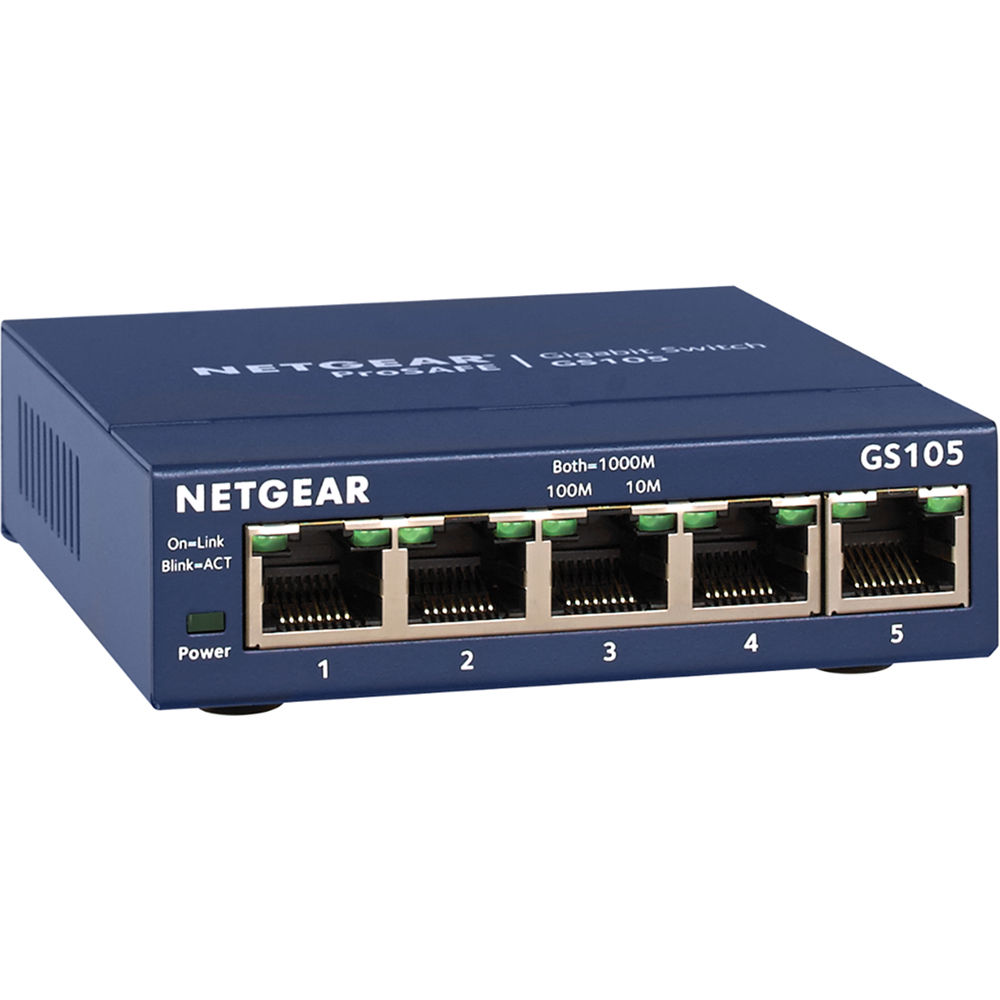 NETGEAR® | Gigabit Switch
ProSAFE GS105
GS105
Both=1000M
100M 10M
NETGEAR
On=Link
Blink=ACT
Power
1 2 3 4 5